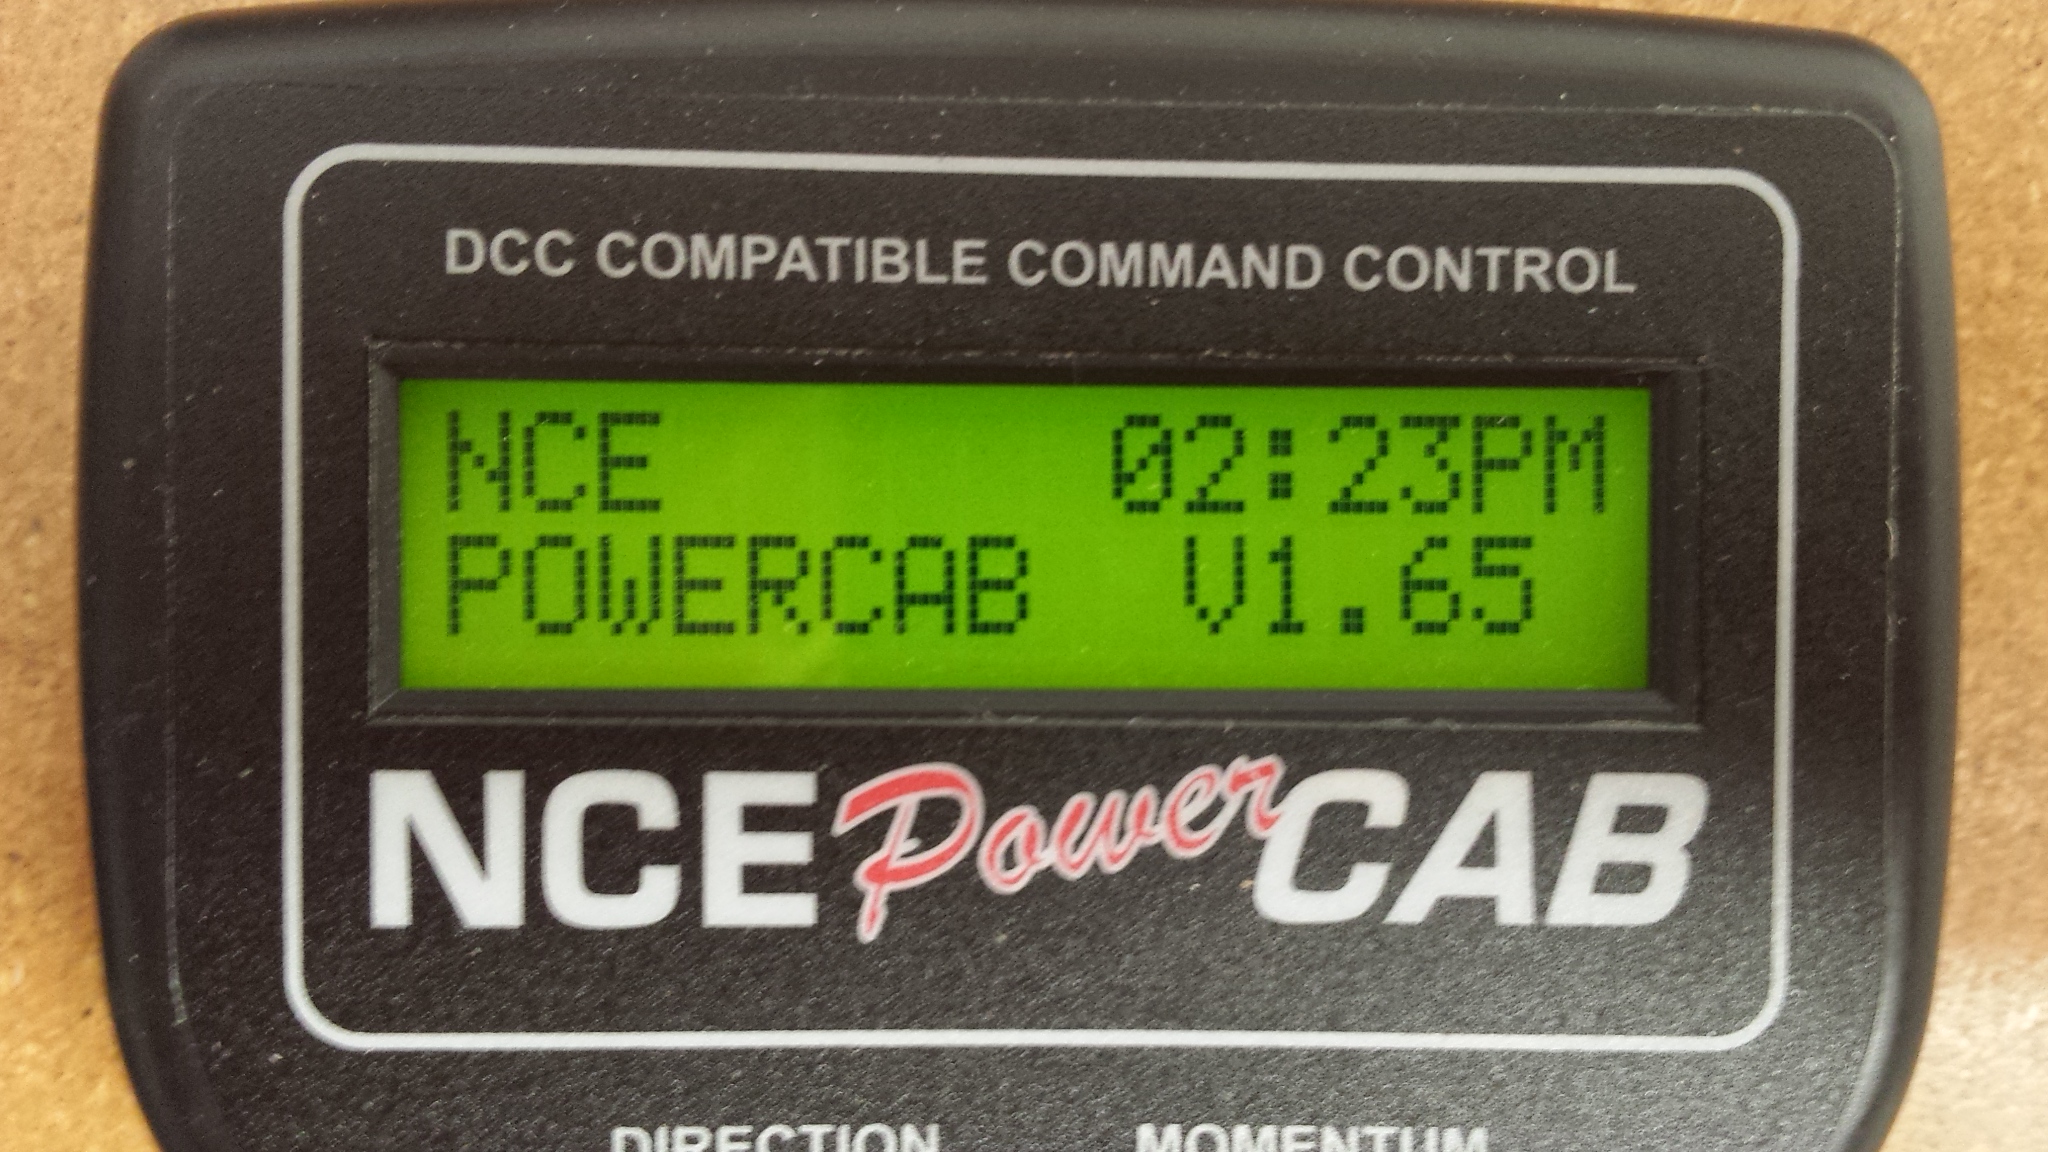 DCC COMPATIBLE COMMAND CONTROL
NCE 02:23PM
POWERCAB V1.65
NCE Power CAB
DIRECTION MOMENTUM